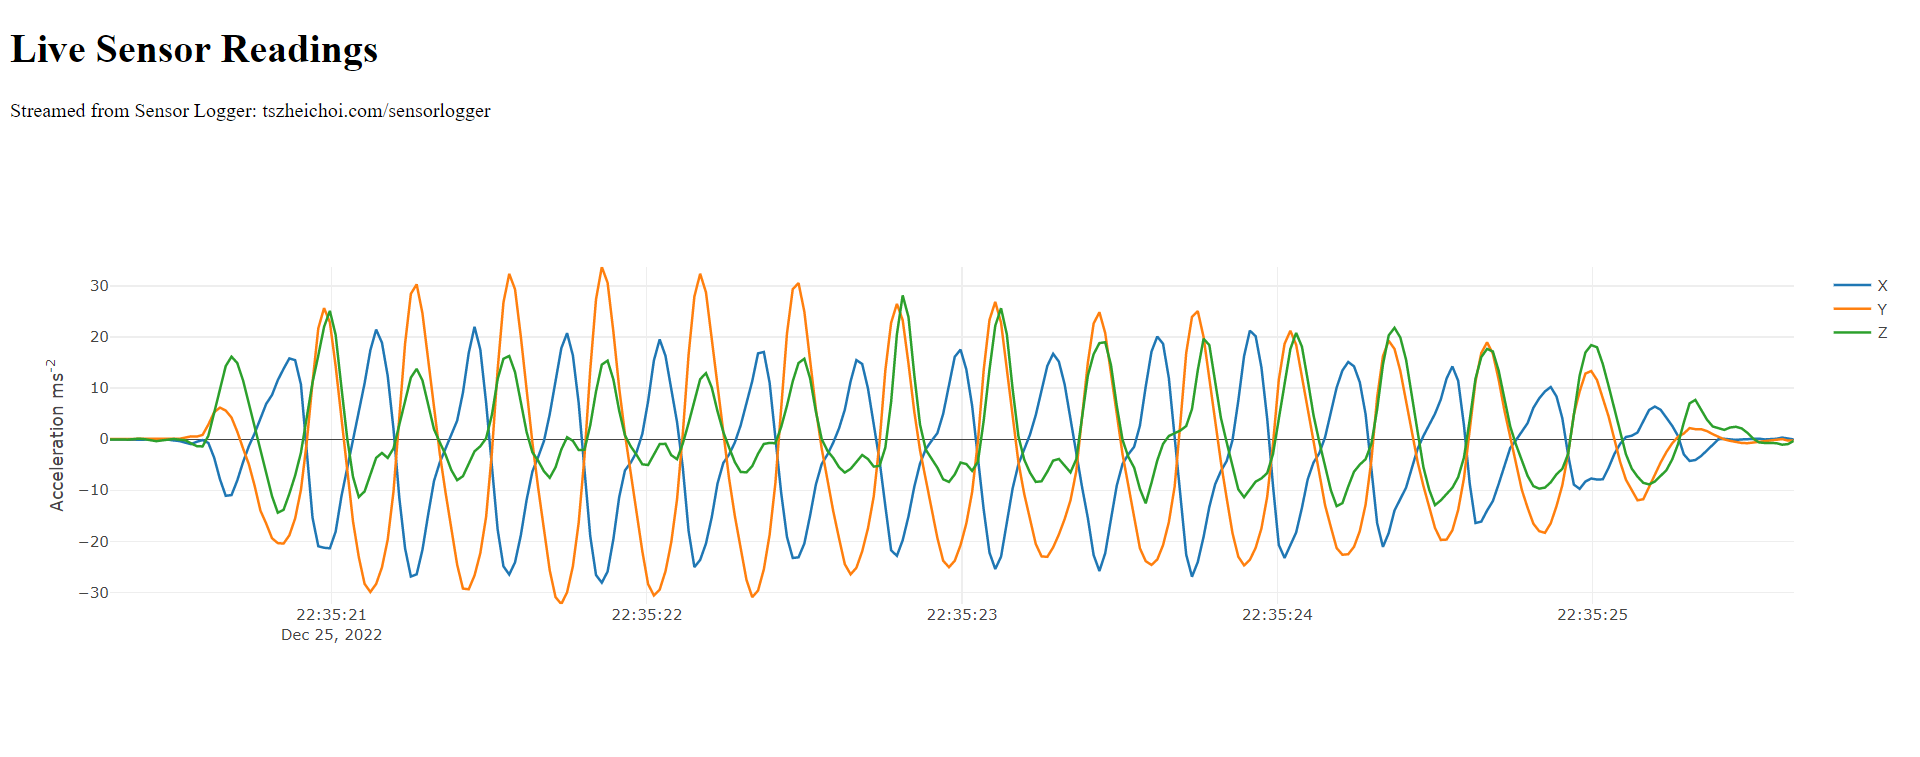 Live Sensor Readings
Streamed from Sensor Logger: tszheichoi.com/sensorlogger
30
20
10
0
−10
−20
−30
Acceleration ms⁻²
22:35:21
Dec 25, 2022
22:35:22
22:35:23
22:35:24
22:35:25
X
Y
Z